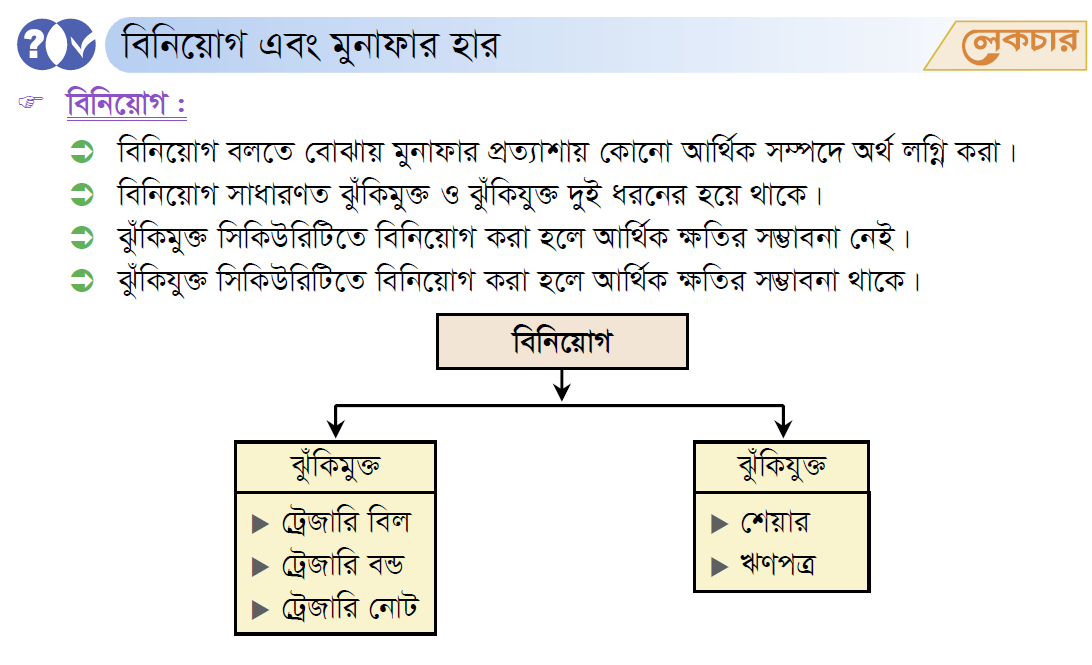 বিনিয়োগ এবং মুনাফার হার
লেকচার
বিনিয়োগ :
বিনিয়োগ বলতে বোঝায় মুনাফার প্রত্যাশায় কোনো আর্থিক সম্পদে অর্থ লগ্নি করা।
বিনিয়োগ সাধারণত ঝুঁকিমুক্ত ও ঝুঁকিযুক্ত দুই ধরনের হয়ে থাকে।
ঝুঁকিমুক্ত সিকিউরিটিতে বিনিয়োগ করা হলে আর্থিক ক্ষতির সম্ভাবনা নেই।
ঝুঁকিযুক্ত সিকিউরিটিতে বিনিয়োগ করা হলে আর্থিক ক্ষতির সম্ভাবনা থাকে।
বিনিয়োগ
ঝুঁকিমুক্ত
ট্রেজারি বিল
ট্রেজারি বন্ড
ট্রেজারি নোট
ঝুঁকিযুক্ত
শেয়ার
ঋণপত্র